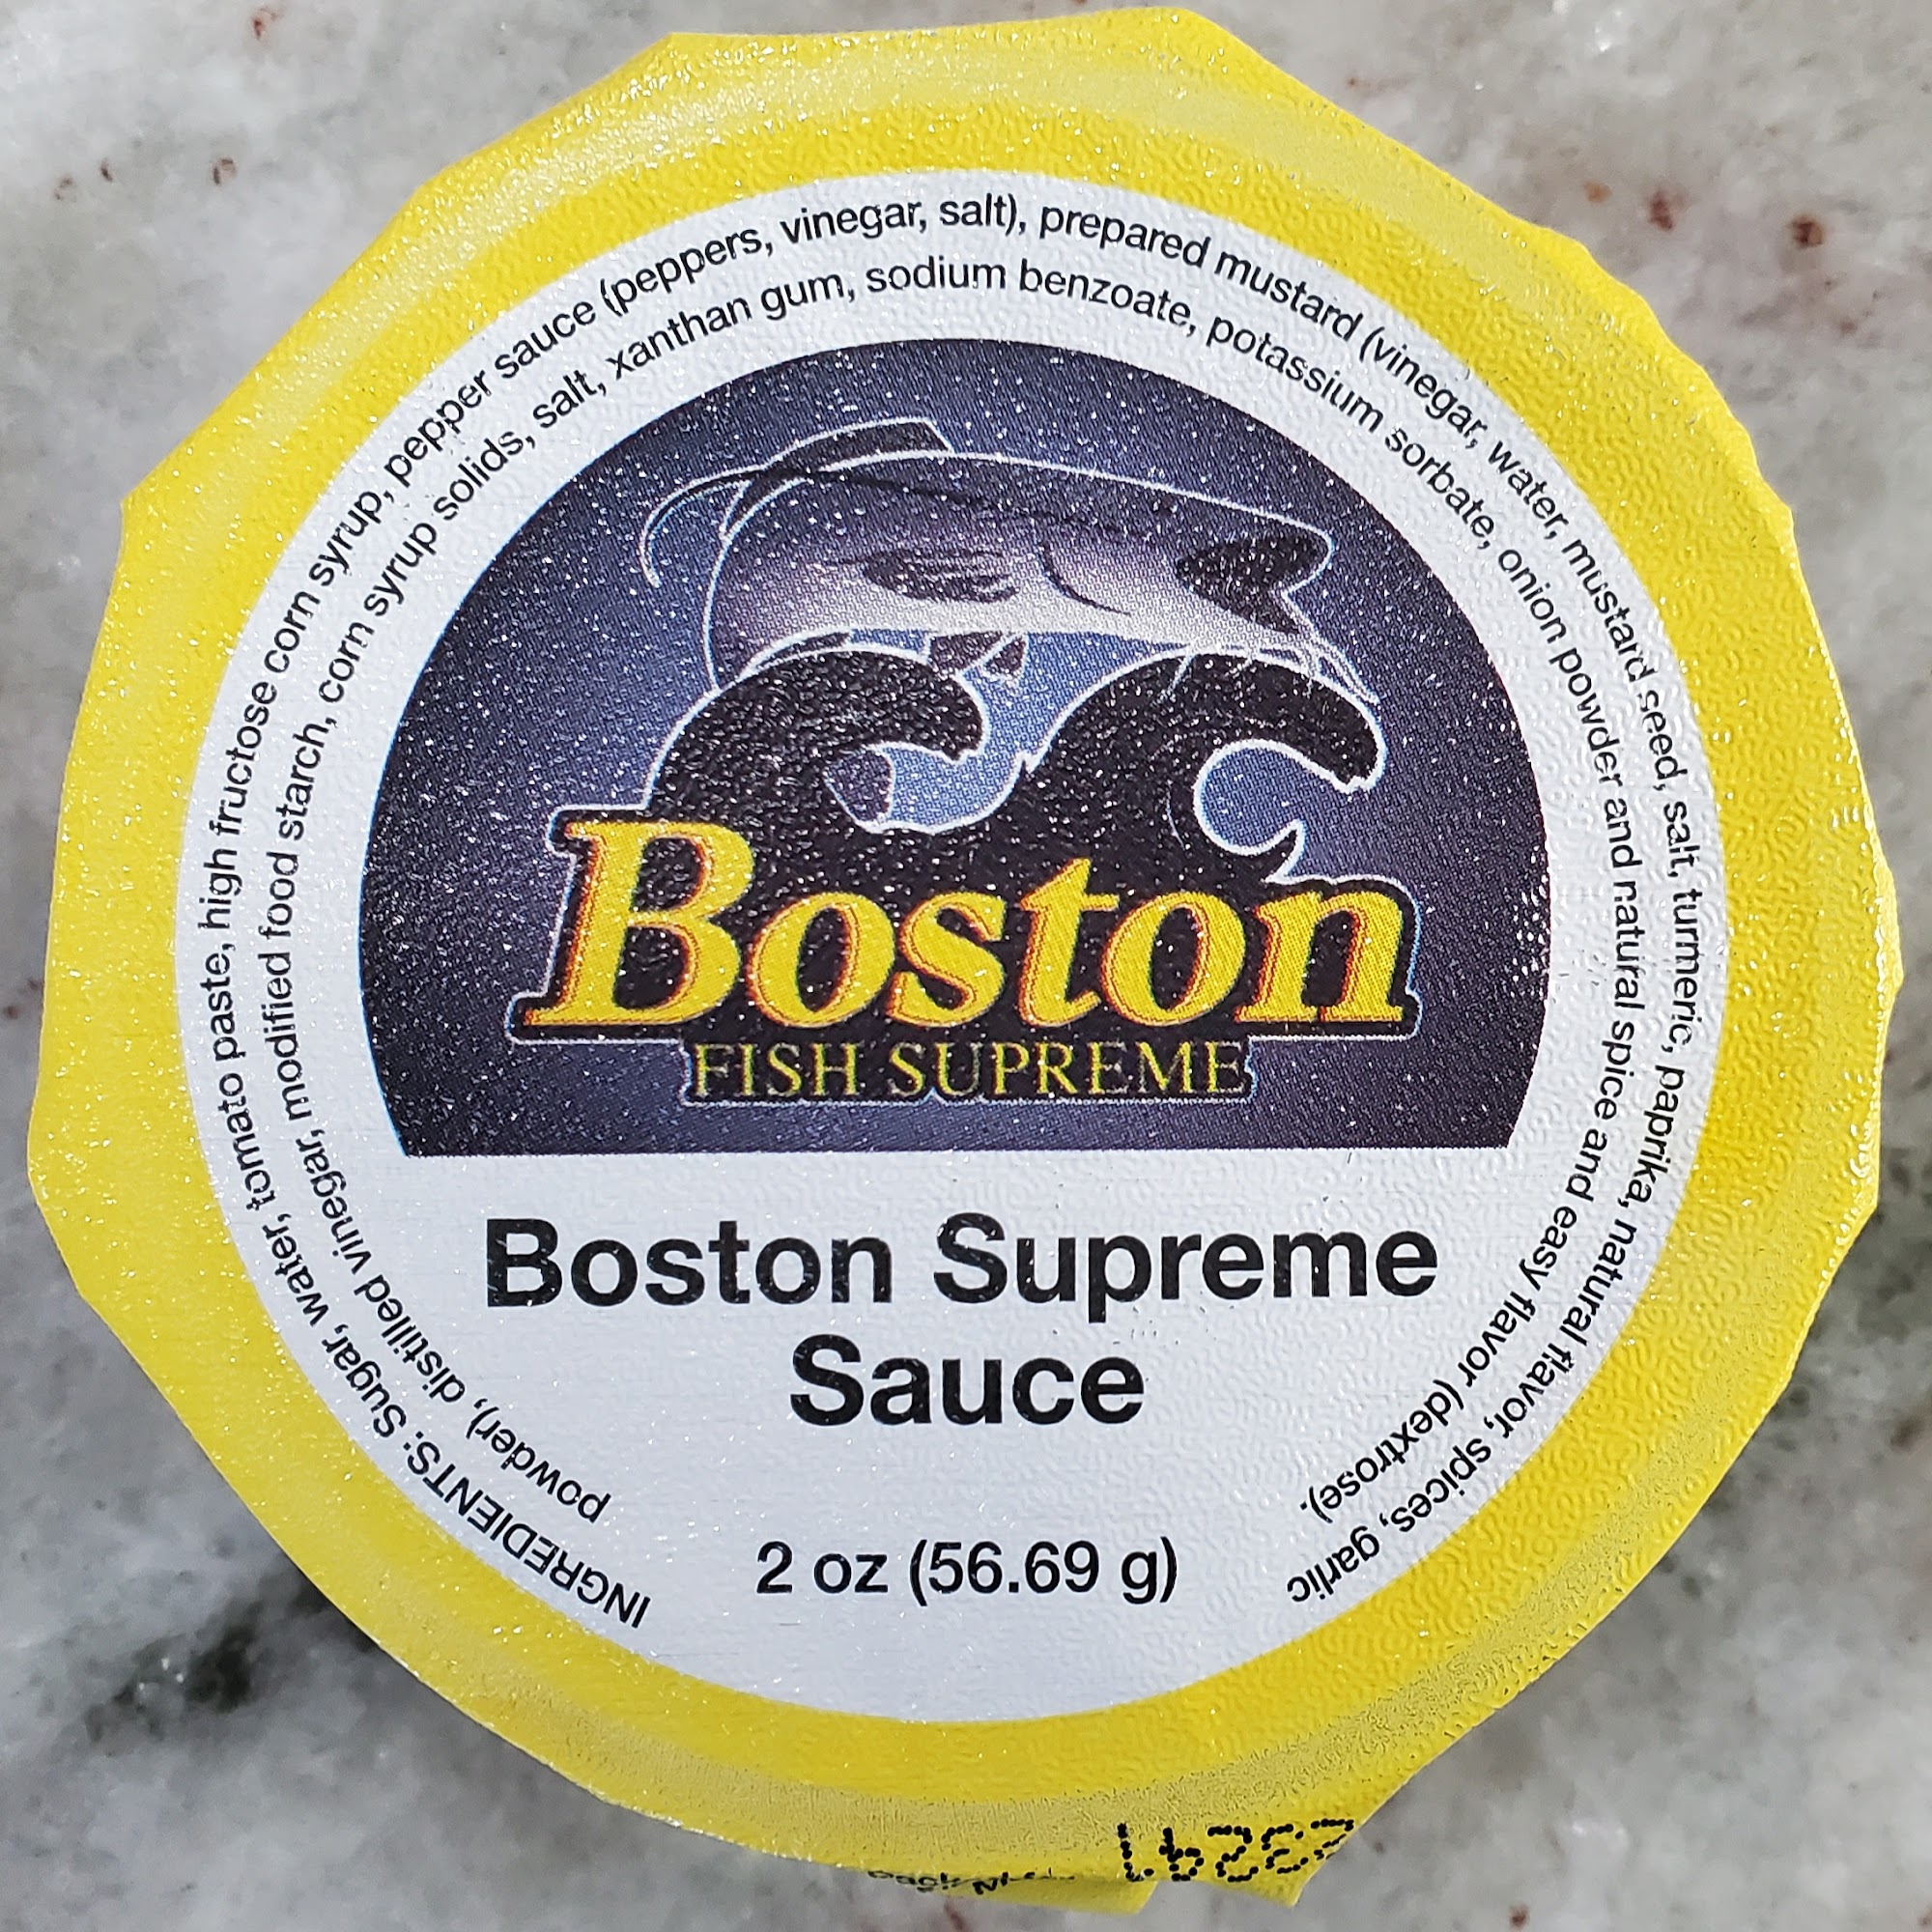 INGREDIENTS: Sugar, water, tomato paste, high fructose corn syrup, pepper sauce (peppers, vinegar, salt), prepared mustard (vinegar, water, mustard seed, salt, turmeric, paprika, natural flavor, spices, garlic
powder), distilled vinegar, modified food starch, corn syrup solids, salt, xanthan gum, sodium benzoate, potassium sorbate, onion powder and natural spice and easy flavor (dextrose).
Boston
FISH SUPREME
Boston Supreme
Sauce
2 oz (56.69 g)